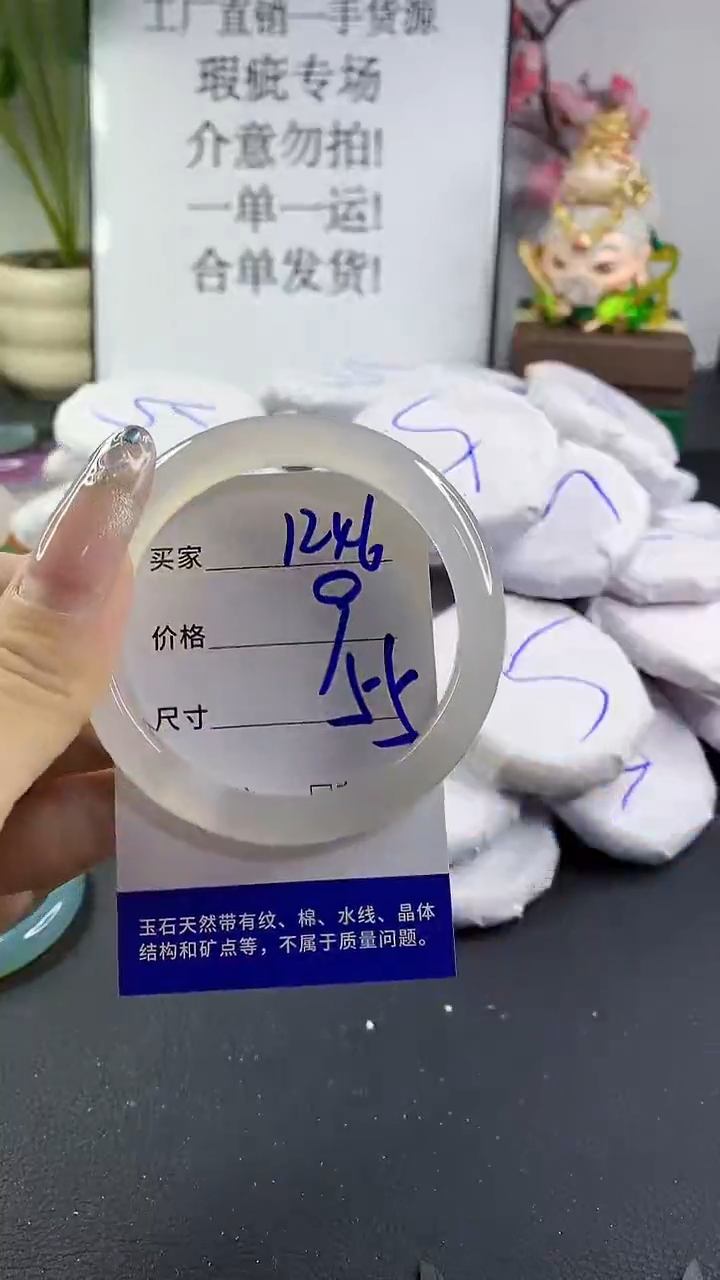 工厂直销一手货源
瑕疵专场
介意勿拍!
一单一运!
合单发货!
买家 1246
价格 9
尺寸 55
玉石天然带有纹、棉、水线、晶体
结构和矿点等，不属于质量问题。